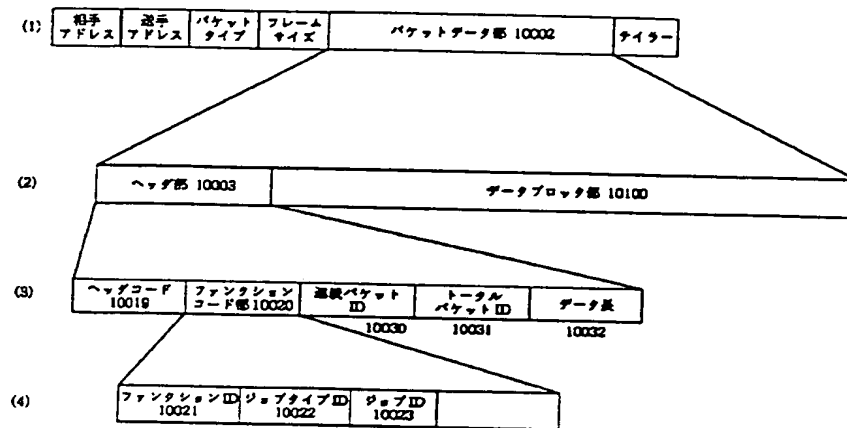 (1)
相手
アドレス
送手
アドレス
パケット
タイプ
フレーム
サイズ
パケットデータ部 10002
テイラー
(2)
ヘッダ部 10003
データブロック部 10100
(3)
ヘッダコード
10019
ファンクション
コード部 10020
連続パケット
ID
10030
トータル
パケットID
10031
データ長
10032
(4)
ファンクションID
10021
ジョブタイプID
10022
ジョブID
10023